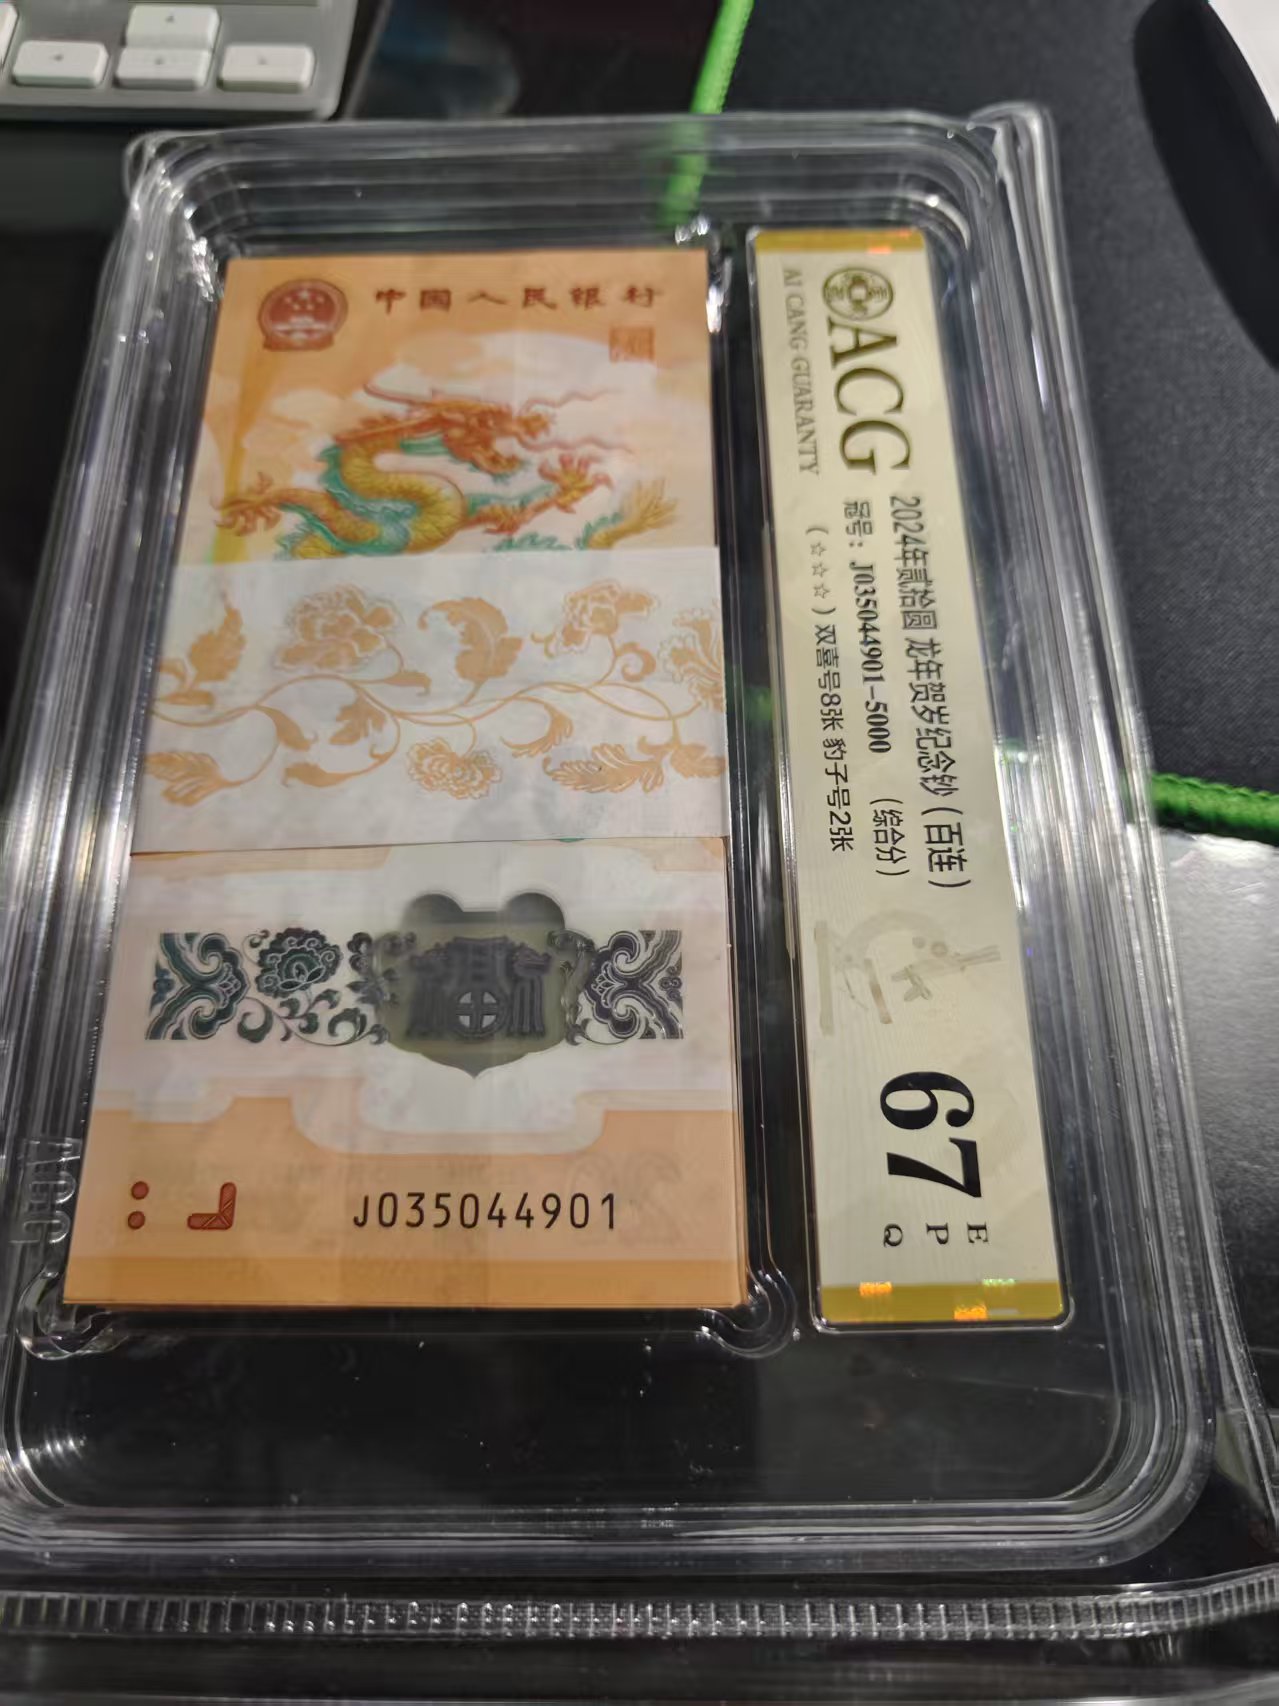 中国人民银行
J035044901
ACG
AI CANG GUARANTY
2024年贰拾圆 龙年贺岁纪念钞（百连）
冠号：J035044901-5000 （综合分）
（☆☆☆）双喜号8张 豹子号2张
67
E
P
Q